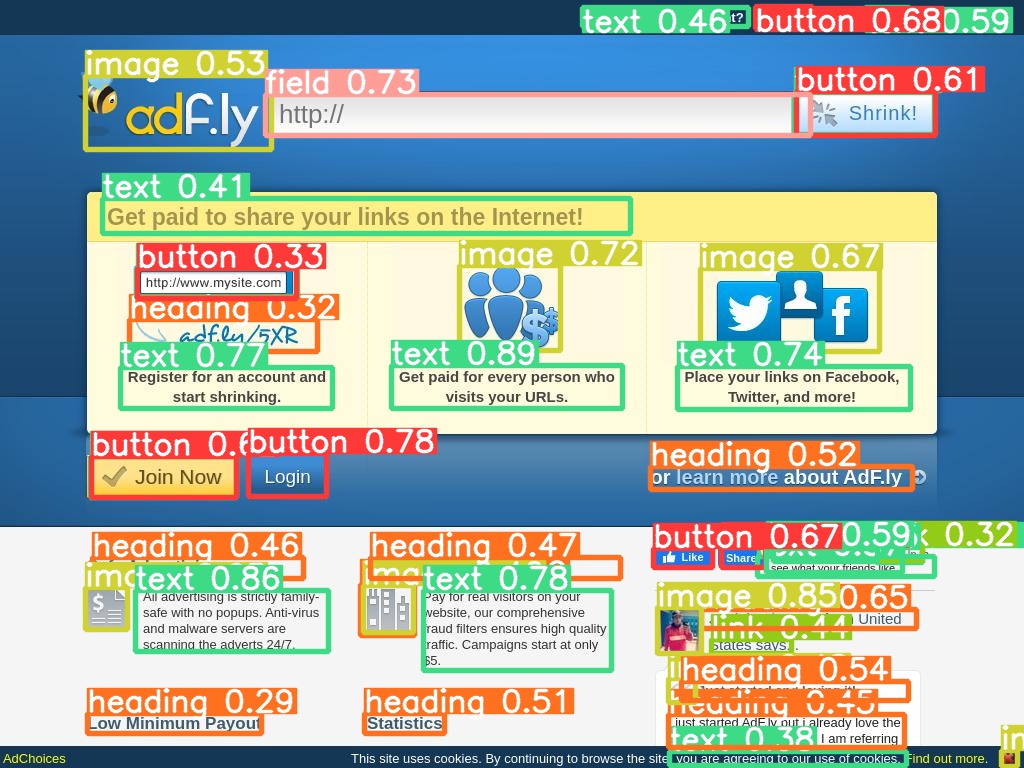 text 0.46
t?
button 0.68
0.59
image 0.53
field 0.73
button 0.61
adf.ly
http://
Shrink!
text 0.41
Get paid to share your links on the Internet!
button 0.33
image 0.72
image 0.67
http://www.mysite.com
heading 0.32
adf.ly/5XR
text 0.77
text 0.89
text 0.74
Register for an account and
start shrinking.
Get paid for every person who
visits your URLs.
Place your links on Facebook,
Twitter, and more!
button 0.6
button 0.78
heading 0.52
Join Now
Login
or learn more about AdF.ly
heading 0.46
heading 0.47
button 0.67
0.59
0.32
Like
Share
see what your friends like.
text 0.86
text 0.78
All advertising is strictly family-
safe with no popups. Anti-virus
and malware servers are
scanning the adverts 24/7.
Pay for real visitors on your
website, our comprehensive
fraud filters ensures high quality
traffic. Campaigns start at only
$5.
image 0.85
0.65
United
link 0.44
States says...
heading 0.54
heading 0.45
heading 0.29
heading 0.51
Low Minimum Payout
Statistics
just started AdF.ly out i already love the
I am referring
text 0.38
AdChoices
This site uses cookies. By continuing to browse the site you are agreeing to our use of cookies. Find out more.